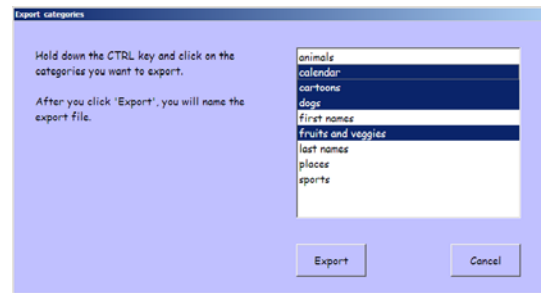 Export categories
Hold down the CTRL key and click on the
categories you want to export.
After you click 'Export', you will name the
export file.
animals
calendar
cartoons
dogs
first names
fruits and veggies
last names
places
sports
Export
Cancel